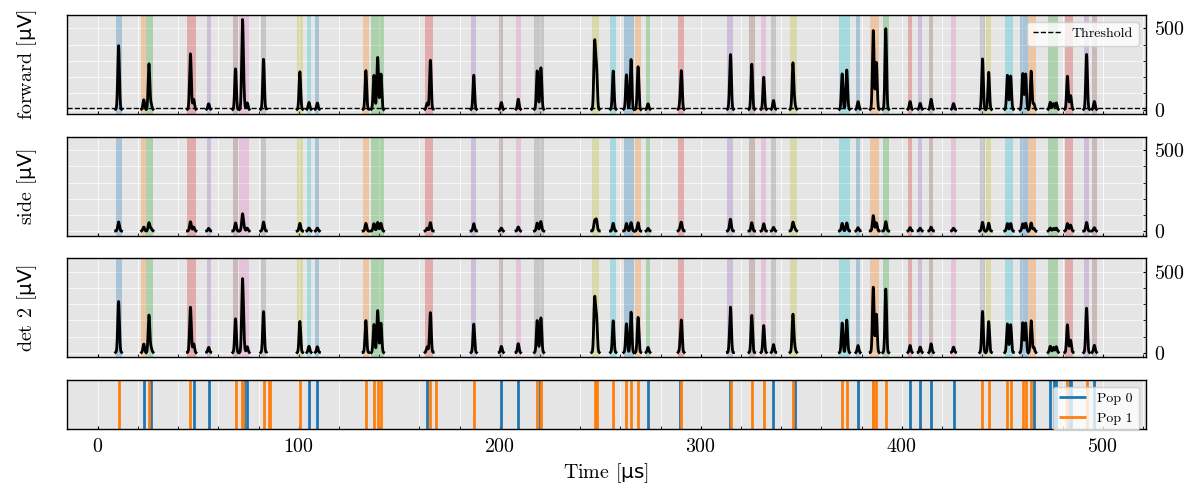 forward [μV]
500
0
Threshold
side [μV]
500
0
det 2 [μV]
500
0
Pop 0
Pop 1
0 100 200 300 400 500
Time [μs]